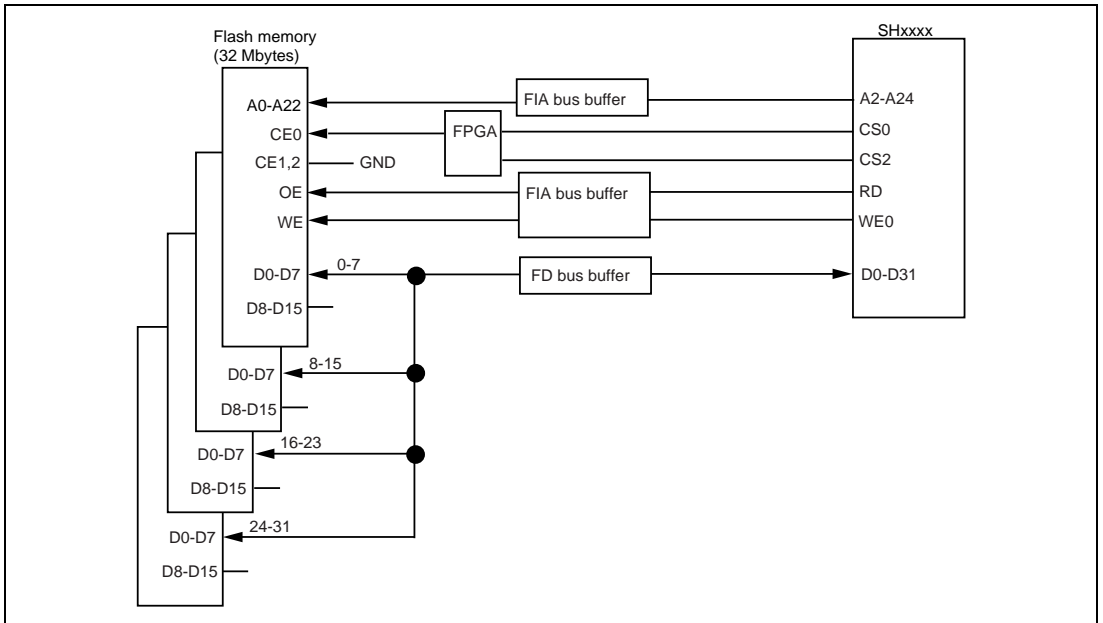 SHxxxx
Flash memory
(32 Mbytes)
A0-A22
FIA bus buffer
A2-A24
CE0
FPGA
CS0
CE1,2
GND
CS2
OE
FIA bus buffer
RD
WE
WE0
D0-D7
0-7
FD bus buffer
D0-D31
D8-D15
D0-D7
8-15
D8-D15
D0-D7
16-23
D8-D15
D0-D7
24-31
D8-D15